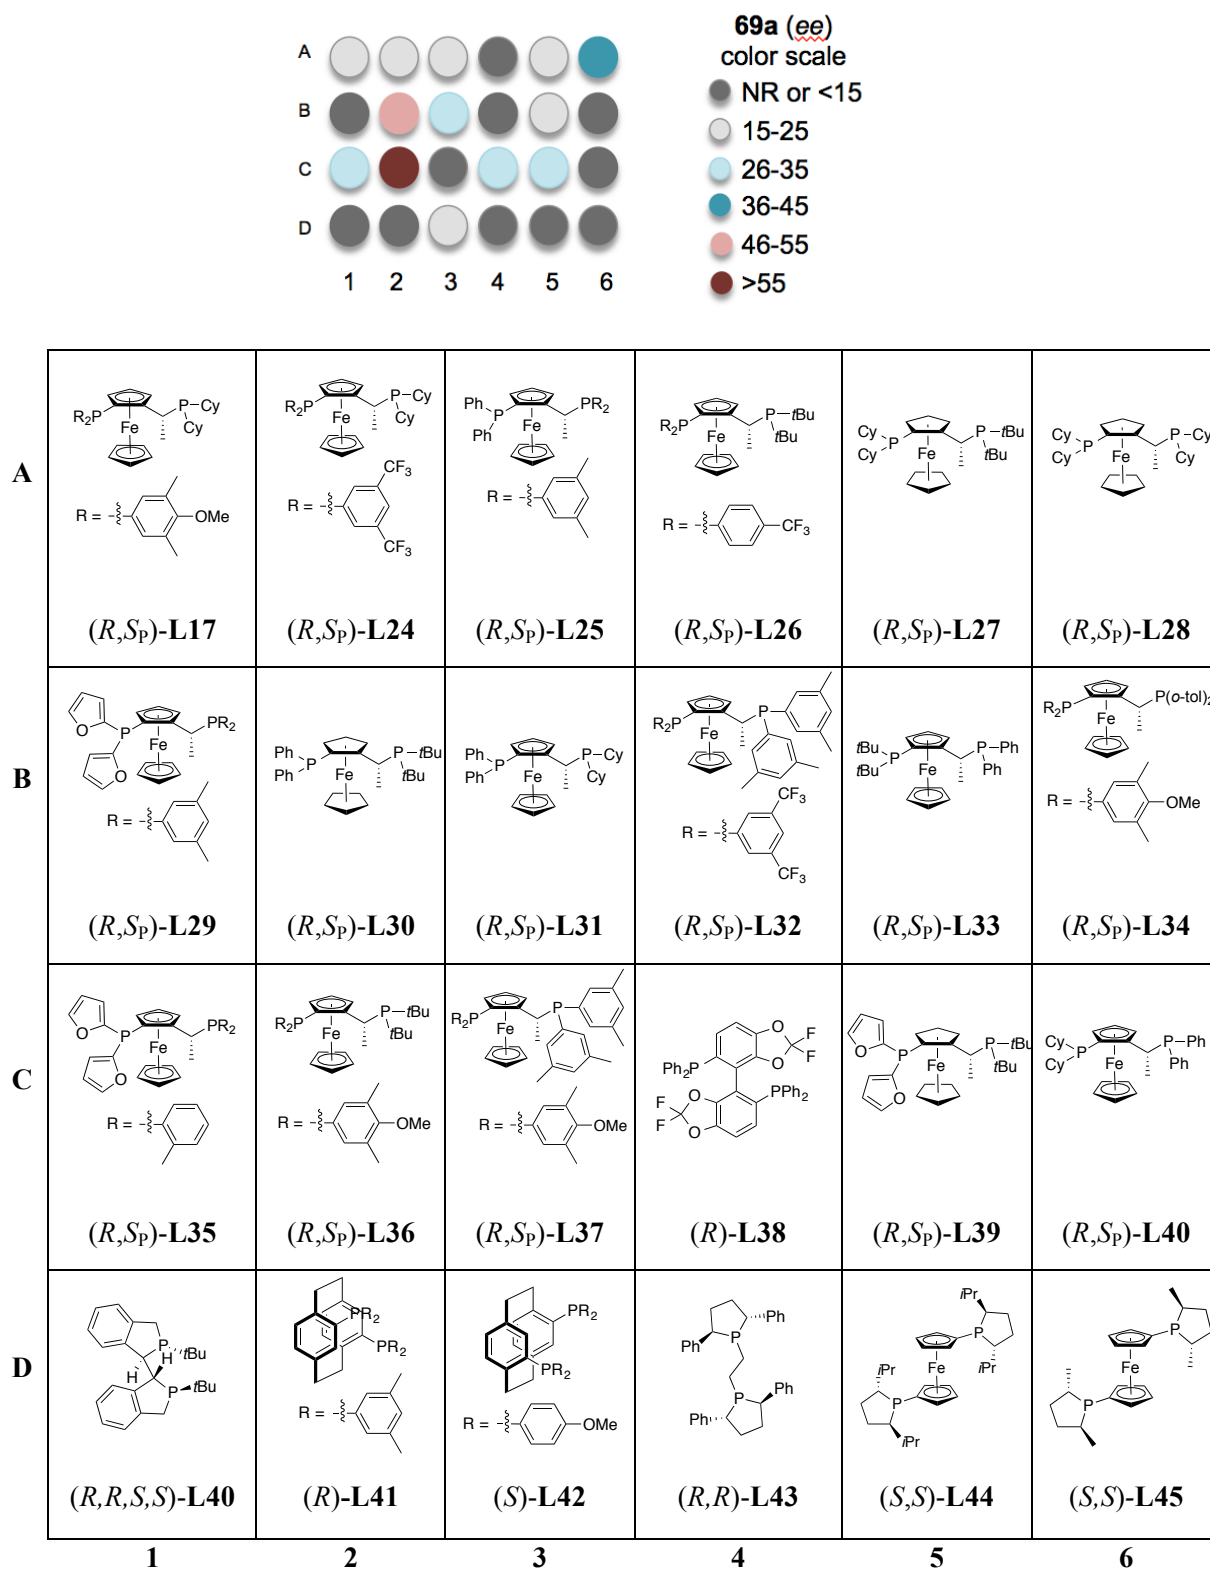 69a (ee)
color scale
NR or <15
15-25
26-35
36-45
46-55
>55
A
B
C
D
1 2 3 4 5 6
A
R2P Fe P Cy Cy
R = OMe
(R,SP)-L17
R2P Fe P Cy Cy
R = CF3 CF3
(R,SP)-L24
Ph P Ph Fe PR2
R =
(R,SP)-L25
R2P Fe P tBu tBu
R = CF3
(R,SP)-L26
Cy P Cy Fe P tBu tBu
(R,SP)-L27
Cy P Cy Fe P Cy Cy
(R,SP)-L28
B
O P O Fe PR2
R =
(R,SP)-L29
Ph P Ph Fe P tBu tBu
(R,SP)-L30
Ph P Ph Fe P Cy Cy
(R,SP)-L31
R2P Fe P
R = CF3 CF3
(R,SP)-L32
tBu P tBu Fe P Ph Ph
(R,SP)-L33
R2P Fe P(o-tol)2
R = OMe
(R,SP)-L34
C
O P O Fe PR2
R =
(R,SP)-L35
R2P Fe P tBu tBu
R = OMe
(R,SP)-L36
R2P Fe P
R = OMe
(R,SP)-L37
O O F F Ph2P PPh2 F F O O
(R)-L38
O P O Fe P tBu tBu
(R,SP)-L39
Cy P Cy Fe P Ph Ph
(R,SP)-L40
D
P tBu H H P tBu
(R,R,S,S)-L40
PR2 PR2
R =
(R)-L41
PR2 PR2
R = OMe
(S)-L42
Ph P Ph Ph P Ph
(R,R)-L43
iPr P iPr Fe iPr P iPr
(S,S)-L44
P Fe P
(S,S)-L45
1 2 3 4 5 6